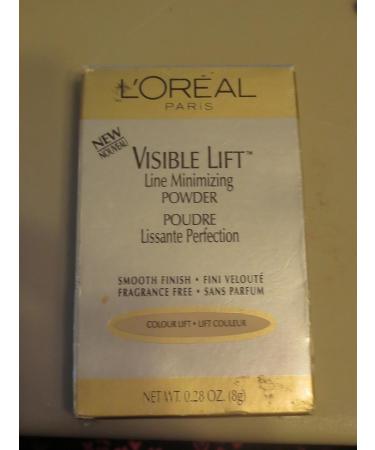 L'ORÉAL
PARIS
NEW
NOUVEAU
VISIBLE LIFT™
Line Minimizing
POWDER
POUDRE
Lissante Perfection
SMOOTH FINISH • FINI VELOUTÉ
FRAGRANCE FREE • SANS PARFUM
COLOUR LIFT • LIFT COULEUR
NET WT. 0.28 OZ. (8g)